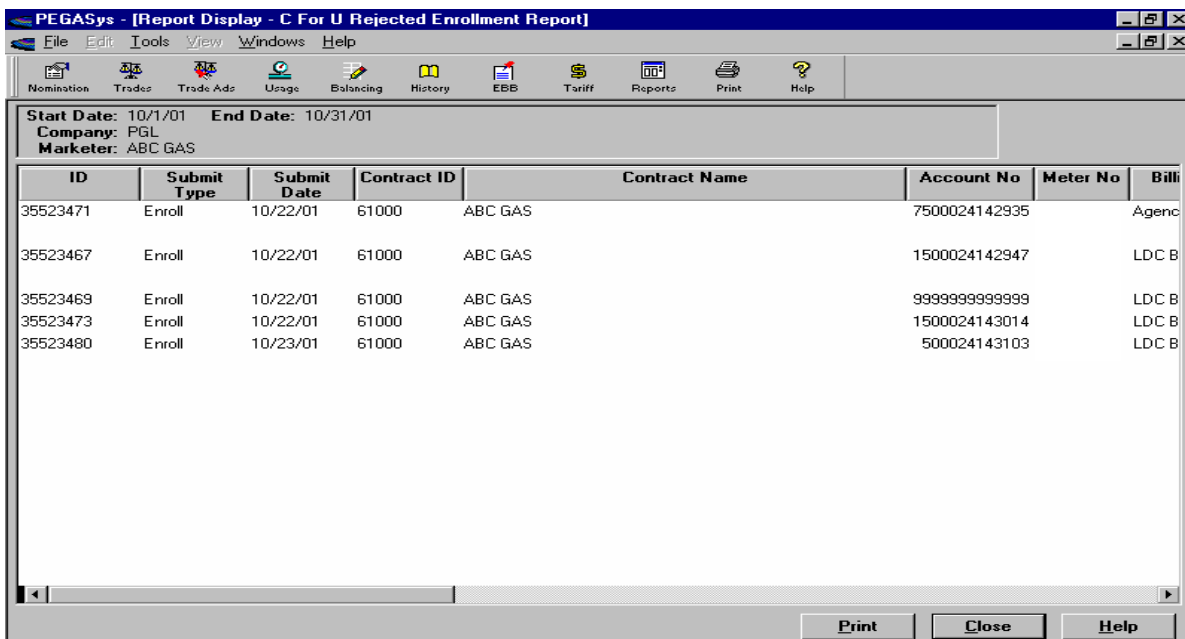 PEGASys - [Report Display - C For U Rejected Enrollment Report]
File Edit Tools View Windows Help
Nomination Trades Trade Ads Usage Balancing History EBB Tariff Reports Print Help
Start Date: 10/1/01 End Date: 10/31/01
Company: PGL
Marketer: ABC GAS
ID Submit Type Submit Date Contract ID Contract Name Account No Meter No Billi
35523471 Enroll 10/22/01 61000 ABC GAS 7500024142935 Agenc
35523467 Enroll 10/22/01 61000 ABC GAS 1500024142947 LDC B
35523469 Enroll 10/22/01 61000 ABC GAS 9999999999999 LDC B
35523473 Enroll 10/22/01 61000 ABC GAS 1500024143014 LDC B
35523480 Enroll 10/23/01 61000 ABC GAS 500024143103 LDC B
Print Close Help